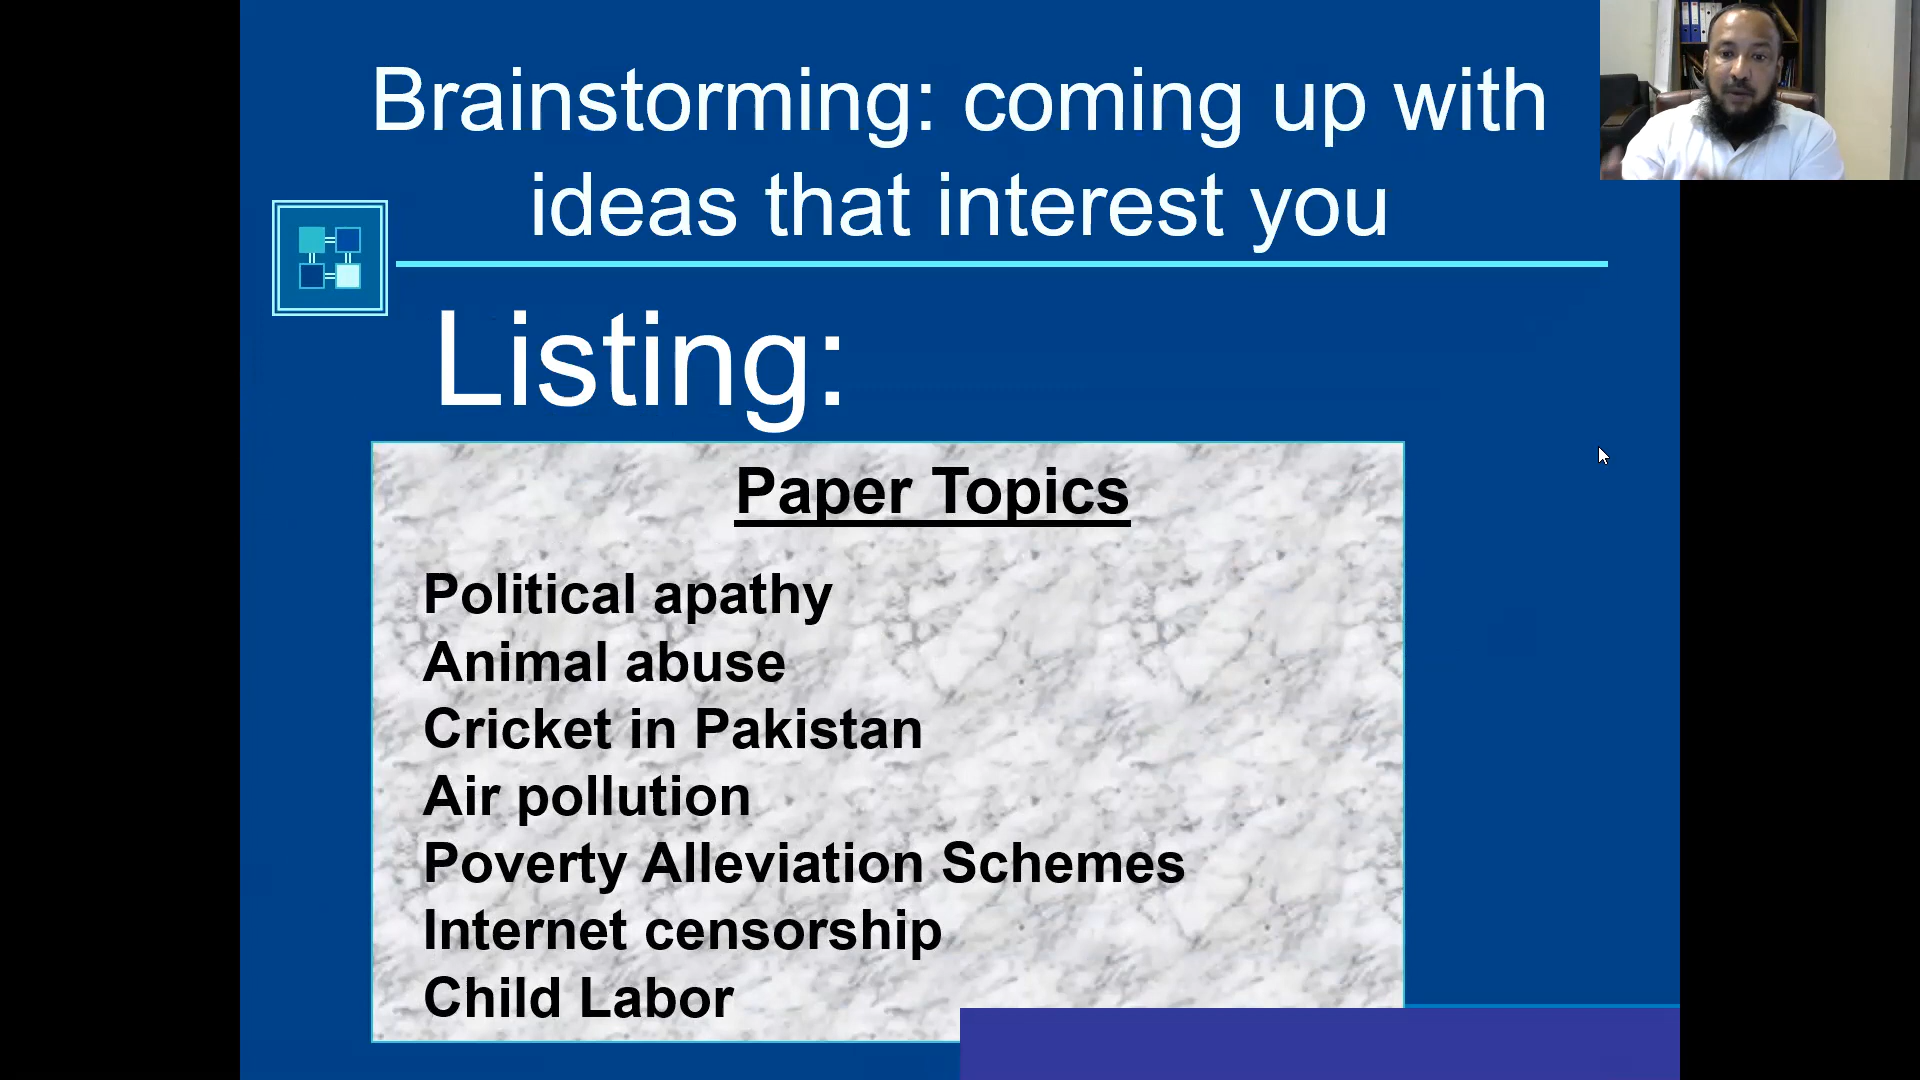 Brainstorming: coming up with
ideas that interest you
Listing:
Paper Topics
Political apathy
Animal abuse
Cricket in Pakistan
Air pollution
Poverty Alleviation Schemes
Internet censorship
Child Labor